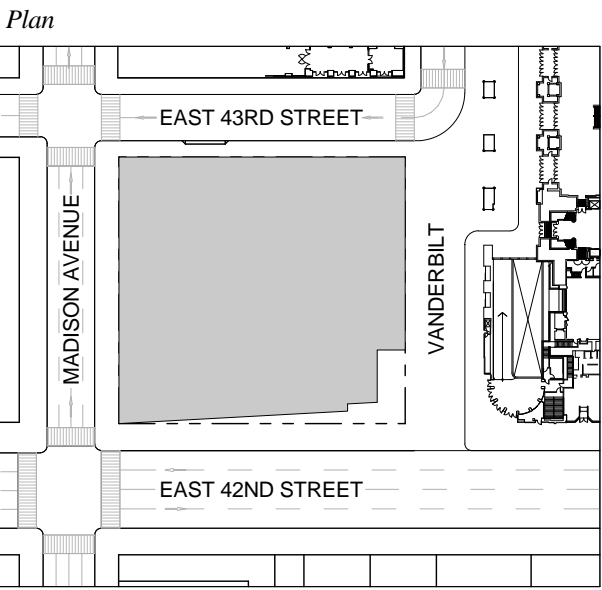 Plan
EAST 43RD STREET
MADISON AVENUE
VANDERBILT
EAST 42ND STREET